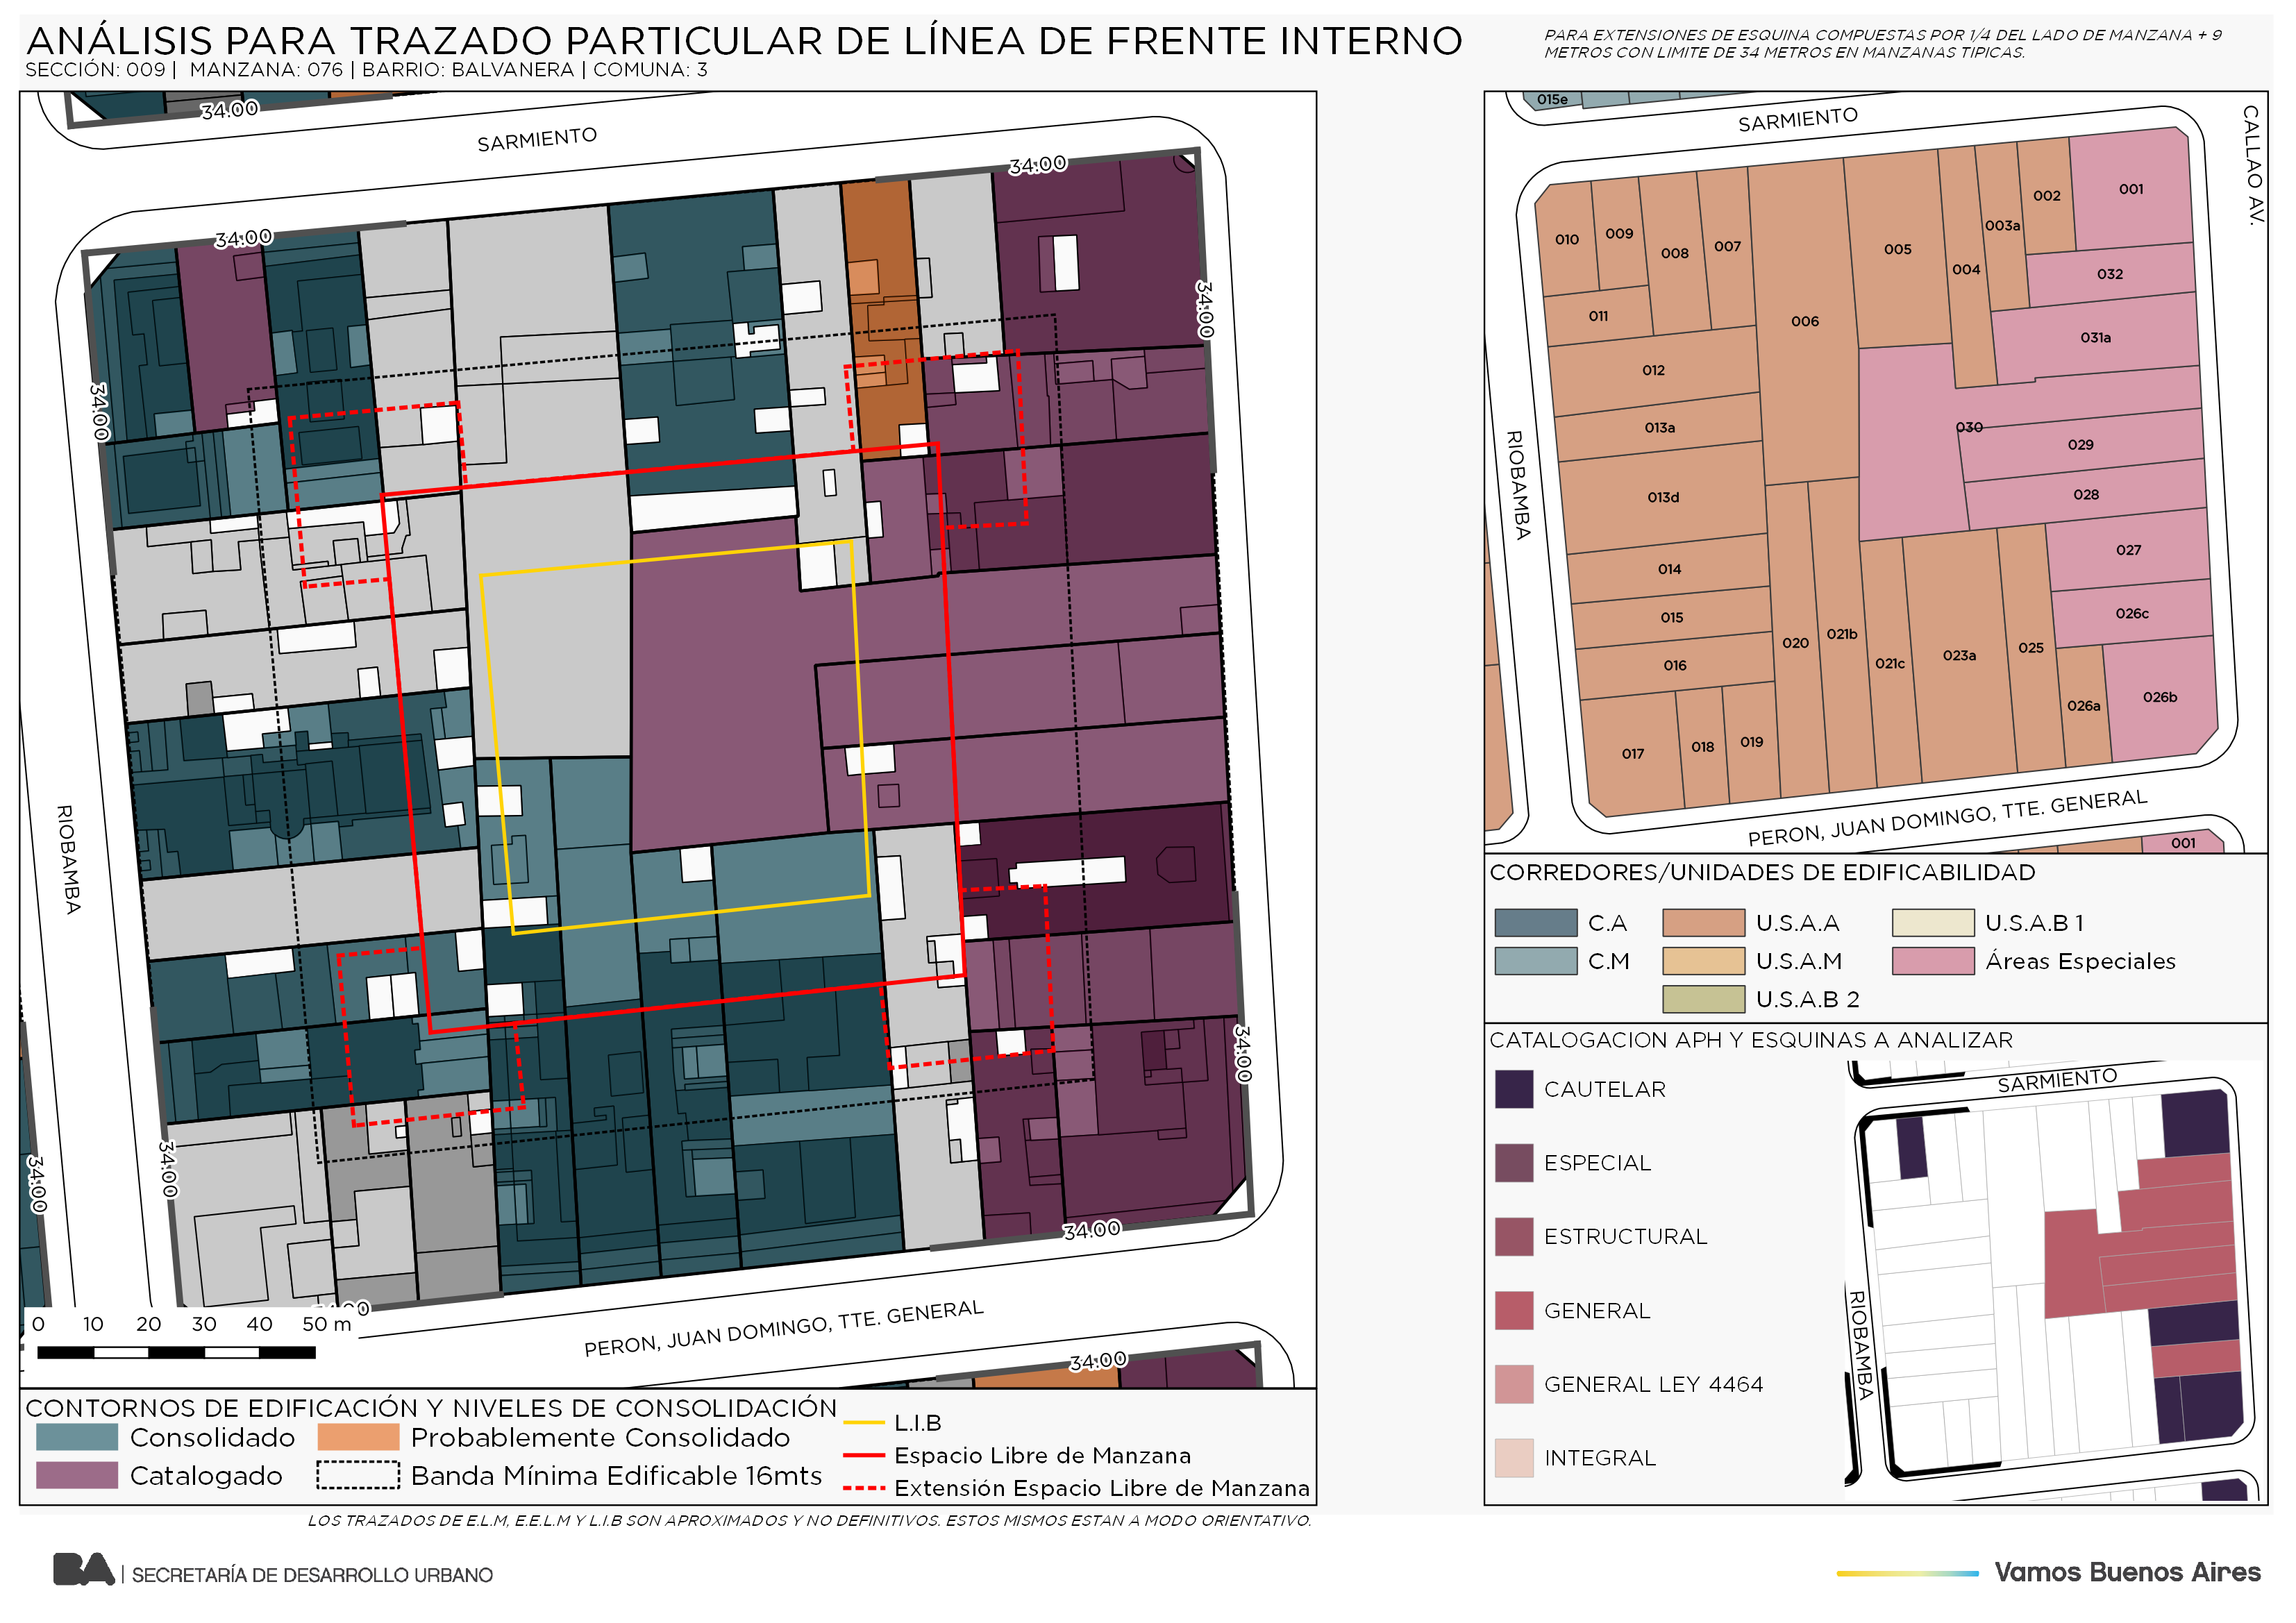 ANÁLISIS PARA TRAZADO PARTICULAR DE LÍNEA DE FRENTE INTERNO
SECCIÓN: 009 | MANZANA: 076 | BARRIO: BALVANERA | COMUNA: 3
PARA EXTENSIONES DE ESQUINA COMPUESTAS POR 1/4 DEL LADO DE MANZANA + 9
METROS CON LIMITE DE 34 METROS EN MANZANAS TIPICAS.
34.00
SARMIENTO
34.00
34.00
34.00
34.00
RIOBAMBA
34.00
34.00
34.00
34.00
PERON, JUAN DOMINGO, TTE. GENERAL
34.00
0 10 20 30 40 50 m
CONTORNOS DE EDIFICACIÓN Y NIVELES DE CONSOLIDACIÓN
Consolidado
Probablemente Consolidado
Catalogado
Banda Mínima Edificable 16mts
L.I.B
Espacio Libre de Manzana
Extensión Espacio Libre de Manzana
LOS TRAZADOS DE E.L.M, E.E.L.M Y L.I.B SON APROXIMADOS Y NO DEFINITIVOS. ESTOS MISMOS ESTAN A MODO ORIENTATIVO.
015e
SARMIENTO
CALLAO AV.
RIOBAMBA
010
009
008
007
006
005
004
003a
002
001
032
031a
011
012
013a
013d
030
029
028
027
026c
014
015
016
020
021b
021c
023a
025
026a
026b
017
018
019
PERON, JUAN DOMINGO, TTE. GENERAL
001
CORREDORES/UNIDADES DE EDIFICABILIDAD
C.A
U.S.A.A
U.S.A.B 1
C.M
U.S.A.M
Áreas Especiales
U.S.A.B 2
CATALOGACION APH Y ESQUINAS A ANALIZAR
CAUTELAR
ESPECIAL
ESTRUCTURAL
GENERAL
GENERAL LEY 4464
INTEGRAL
SARMIENTO
RIOBAMBA
BA | SECRETARÍA DE DESARROLLO URBANO
Vamos Buenos Aires